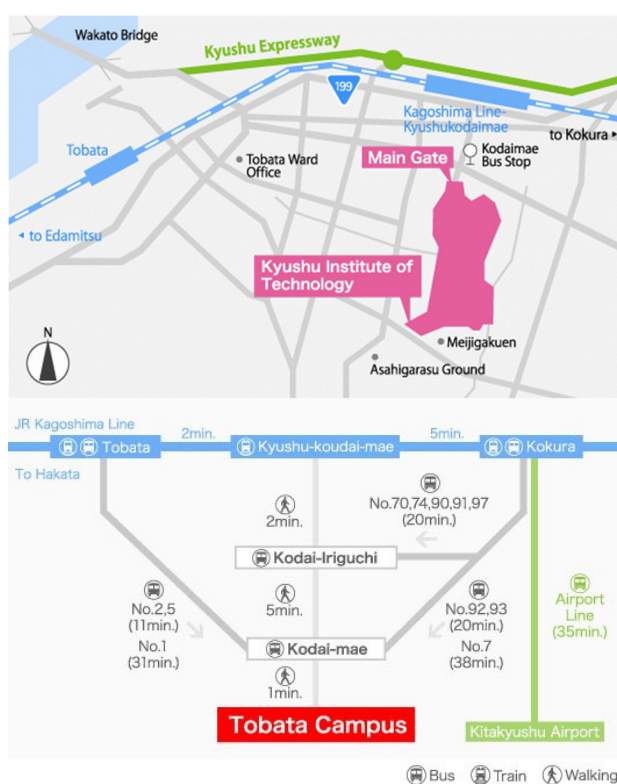 Wakato Bridge
Kyushu Expressway
199
Kagoshima Line-
Kyushukodaimae
to Kokura
Tobata
Tobata Ward
Office
Main Gate
Kodaimae
Bus Stop
to Edamitsu
Kyushu Institute of
Technology
N
Meijigakuen
Asahigarasu Ground
JR Kagoshima Line
Tobata
2min.
Kyushu-koudai-mae
5min.
Kokura
To Hakata
2min.
No.70,74,90,91,97
(20min.)
Kodai-Iriguchi
No.2,5
(11min.)
No.1
(31min.)
5min.
No.92,93
(20min.)
No.7
(38min.)
Airport
Line
(35min.)
Kodai-mae
1min.
Tobata Campus
Kitakyushu Airport
Bus Train Walking